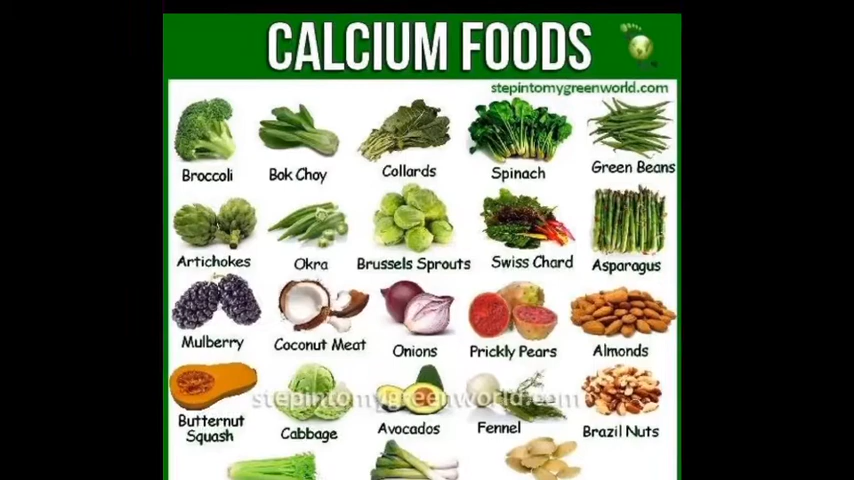 CALCIUM FOODS
stepintomygreenworld.com
Broccoli
Bok Choy
Collards
Spinach
Green Beans
Artichokes
Okra
Brussels Sprouts
Swiss Chard
Asparagus
Mulberry
Coconut Meat
Onions
Prickly Pears
Almonds
stepintomygreenworld.com
Butternut
Squash
Cabbage
Avocados
Fennel
Brazil Nuts